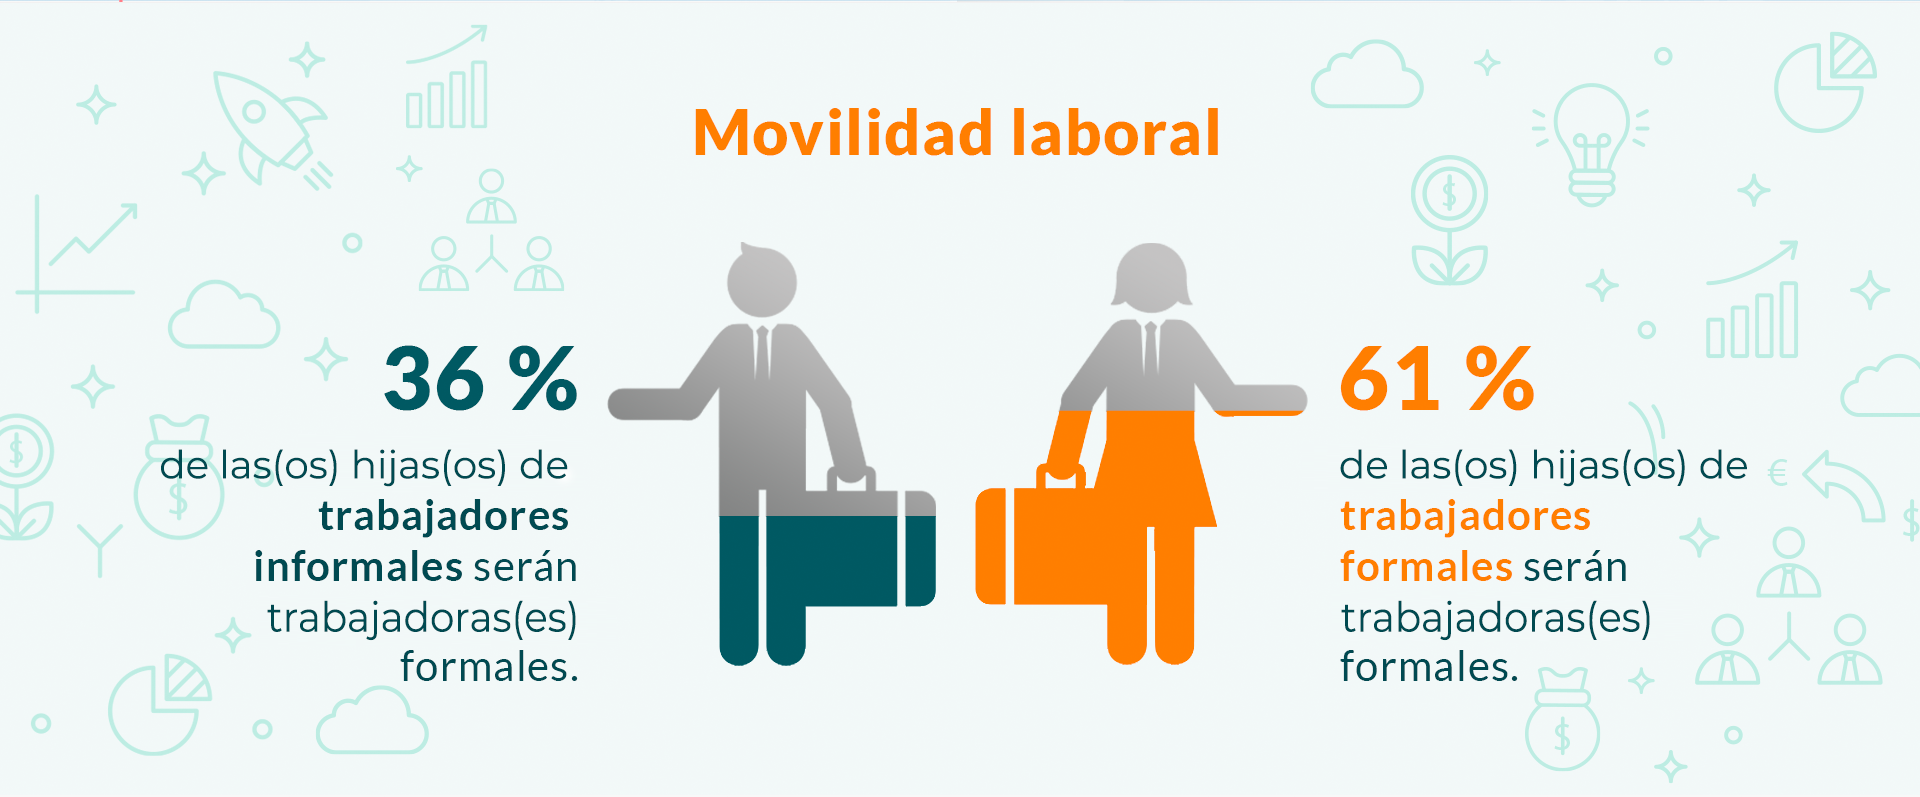 Movilidad laboral
36 %
de las(os) hijas(os) de
trabajadores
informales serán
trabajadoras(es)
formales.
61 %
de las(os) hijas(os) de
trabajadores
formales serán
trabajadoras(es)
formales.